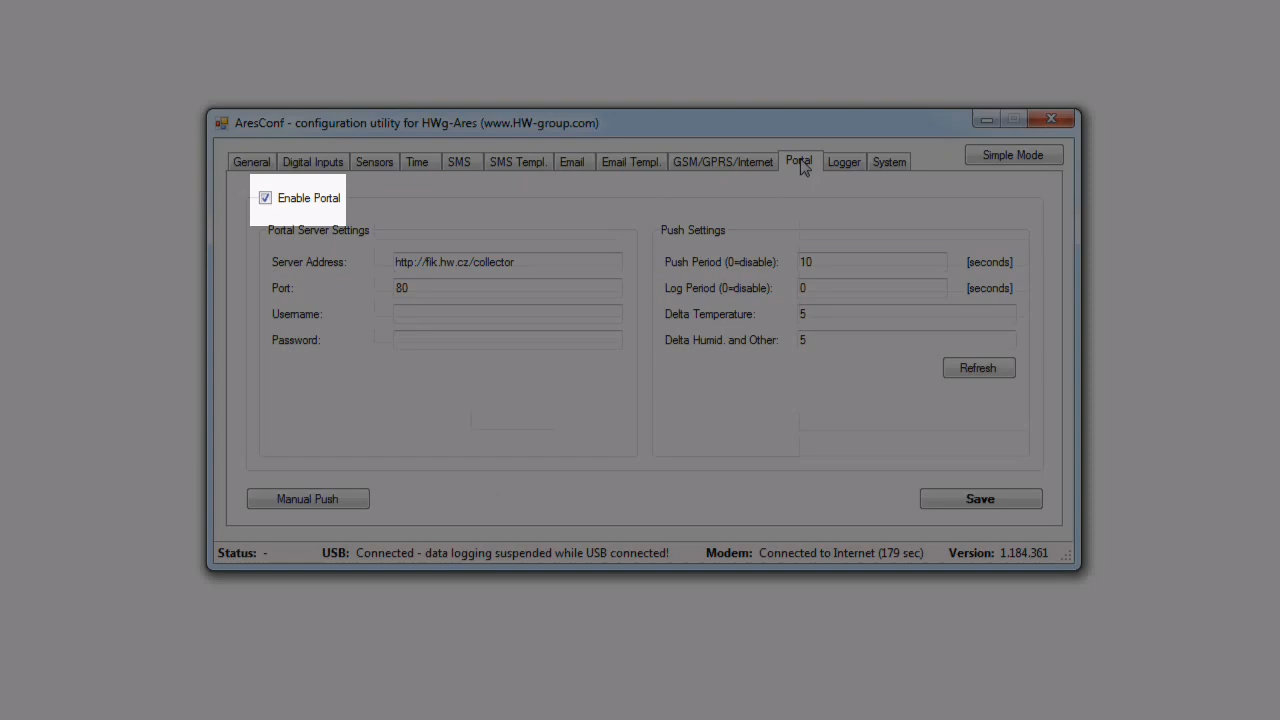 AresConf - configuration utility for HWg-Ares (www.HW-group.com)
General Digital Inputs Sensors Time SMS SMS Templ. Email Email Templ. GSM/GPRS/Internet Portal Logger System Simple Mode
Enable Portal
Portal Server Settings
Server Address: http://fik.hw.cz/collector
Port: 80
Username:
Password:
Push Settings
Push Period (0=disable): 10 [seconds]
Log Period (0=disable): 0 [seconds]
Delta Temperature: 5
Delta Humid. and Other: 5
Refresh
Manual Push Save
Status: - USB: Connected - data logging suspended while USB connected! Modem: Connected to Internet (179 sec) Version: 1.184.361